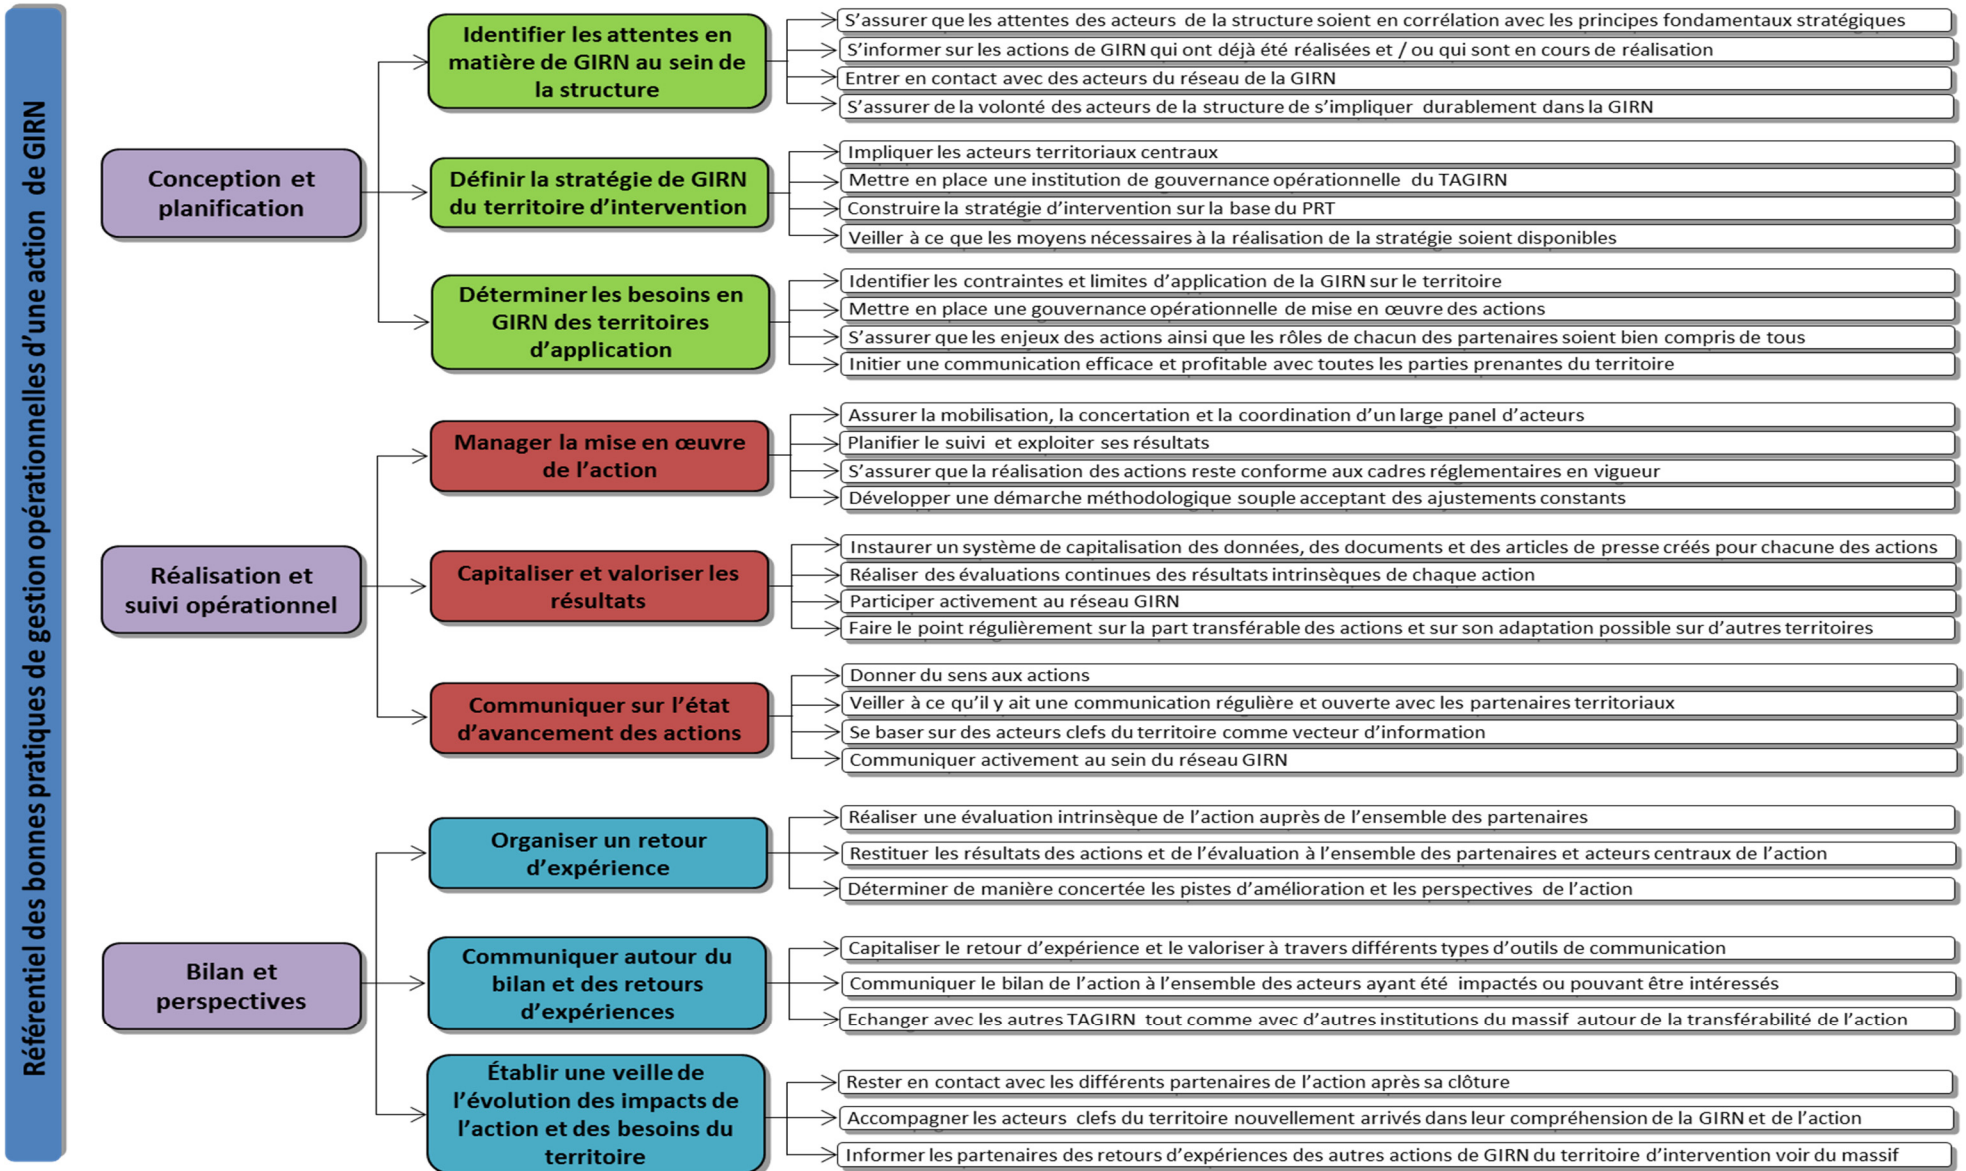 Référentiel des bonnes pratiques de gestion opérationnelles d’une action de GIRN
Conception et
planification
Identifier les attentes en
matière de GIRN au sein de
la structure
S’assurer que les attentes des acteurs de la structure soient en corrélation avec les principes fondamentaux stratégiques
S’informer sur les actions de GIRN qui ont déjà été réalisées et / ou qui sont en cours de réalisation
Entrer en contact avec des acteurs du réseau de la GIRN
S’assurer de la volonté des acteurs de la structure de s’impliquer durablement dans la GIRN
Définir la stratégie de GIRN
du territoire d’intervention
Impliquer les acteurs territoriaux centraux
Mettre en place une institution de gouvernance opérationnelle du TAGIRN
Construire la stratégie d’intervention sur la base du PRT
Veiller à ce que les moyens nécessaires à la réalisation de la stratégie soient disponibles
Déterminer les besoins en
GIRN des territoires
d’application
Identifier les contraintes et limites d’application de la GIRN sur le territoire
Mettre en place une gouvernance opérationnelle de mise en œuvre des actions
S’assurer que les enjeux des actions ainsi que les rôles de chacun des partenaires soient bien compris de tous
Initier une communication efficace et profitable avec toutes les parties prenantes du territoire
Réalisation et
suivi opérationnel
Manager la mise en œuvre
de l’action
Assurer la mobilisation, la concertation et la coordination d’un large panel d’acteurs
Planifier le suivi et exploiter ses résultats
S’assurer que la réalisation des actions reste conforme aux cadres réglementaires en vigueur
Développer une démarche méthodologique souple acceptant des ajustements constants
Capitaliser et valoriser les
résultats
Instaurer un système de capitalisation des données, des documents et des articles de presse créés pour chacune des actions
Réaliser des évaluations continues des résultats intrinsèques de chaque action
Participer activement au réseau GIRN
Faire le point régulièrement sur la part transférable des actions et sur son adaptation possible sur d’autres territoires
Communiquer sur l’état
d’avancement des actions
Donner du sens aux actions
Veiller à ce qu’il y ait une communication régulière et ouverte avec les partenaires territoriaux
Se baser sur des acteurs clefs du territoire comme vecteur d’information
Communiquer activement au sein du réseau GIRN
Bilan et
perspectives
Organiser un retour
d’expérience
Réaliser une évaluation intrinsèque de l’action auprès de l’ensemble des partenaires
Restituer les résultats des actions et de l’évaluation à l’ensemble des partenaires et acteurs centraux de l’action
Déterminer de manière concertée les pistes d’amélioration et les perspectives de l’action
Communiquer autour du
bilan et des retours
d’expériences
Capitaliser le retour d’expérience et le valoriser à travers différents types d’outils de communication
Communiquer le bilan de l’action à l’ensemble des acteurs ayant été impactés ou pouvant être intéressés
Echanger avec les autres TAGIRN tout comme avec d’autres institutions du massif autour de la transférabilité de l’action
Établir une veille de
l’évolution des impacts de
l’action et des besoins du
territoire
Rester en contact avec les différents partenaires de l’action après sa clôture
Accompagner les acteurs clefs du territoire nouvellement arrivés dans leur compréhension de la GIRN et de l’action
Informer les partenaires des retours d’expériences des autres actions de GIRN du territoire d’intervention voir du massif